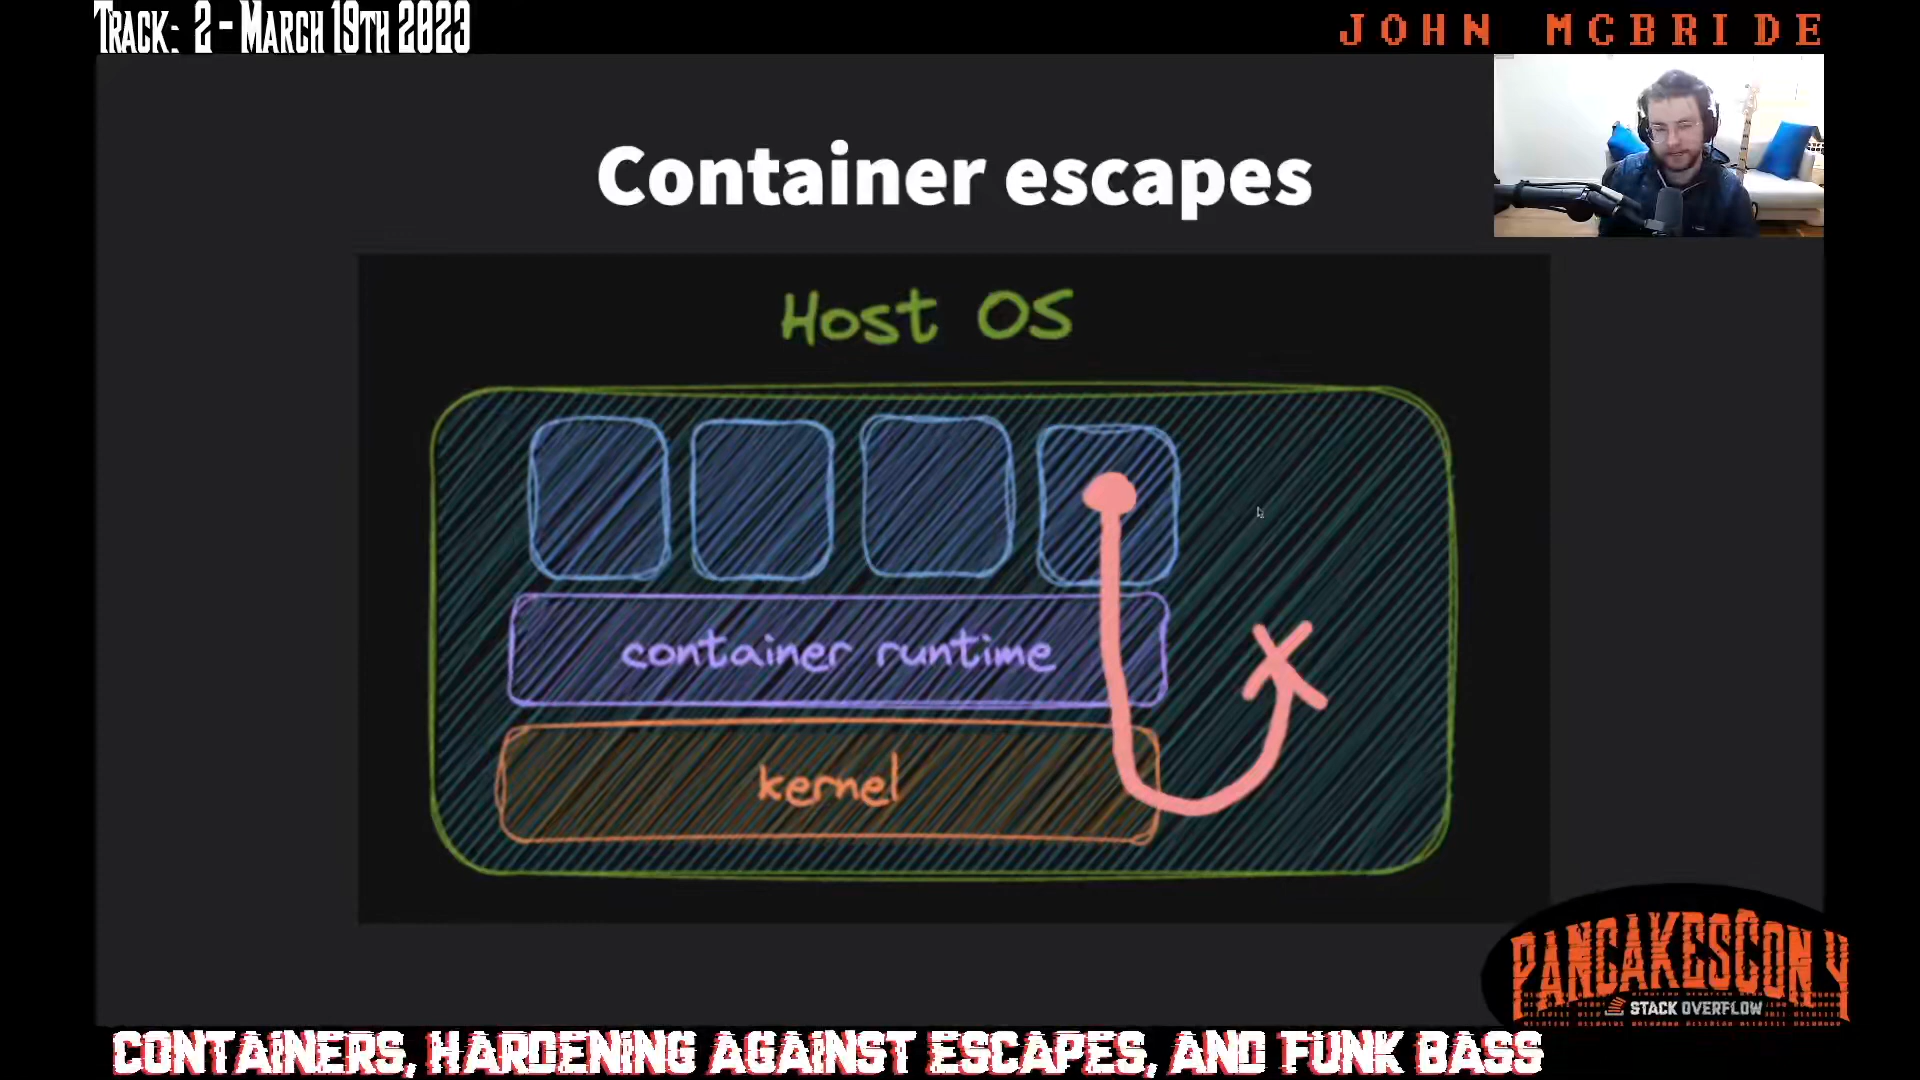 Track: 2 - March 19th 2023
JOHN MCBRIDE
Container escapes
Host OS
container runtime
kernel
PANCAKESCON 4
STACK OVERFLOW
CONTAINERS, HARDENING AGAINST ESCAPES, AND FUNK BASS